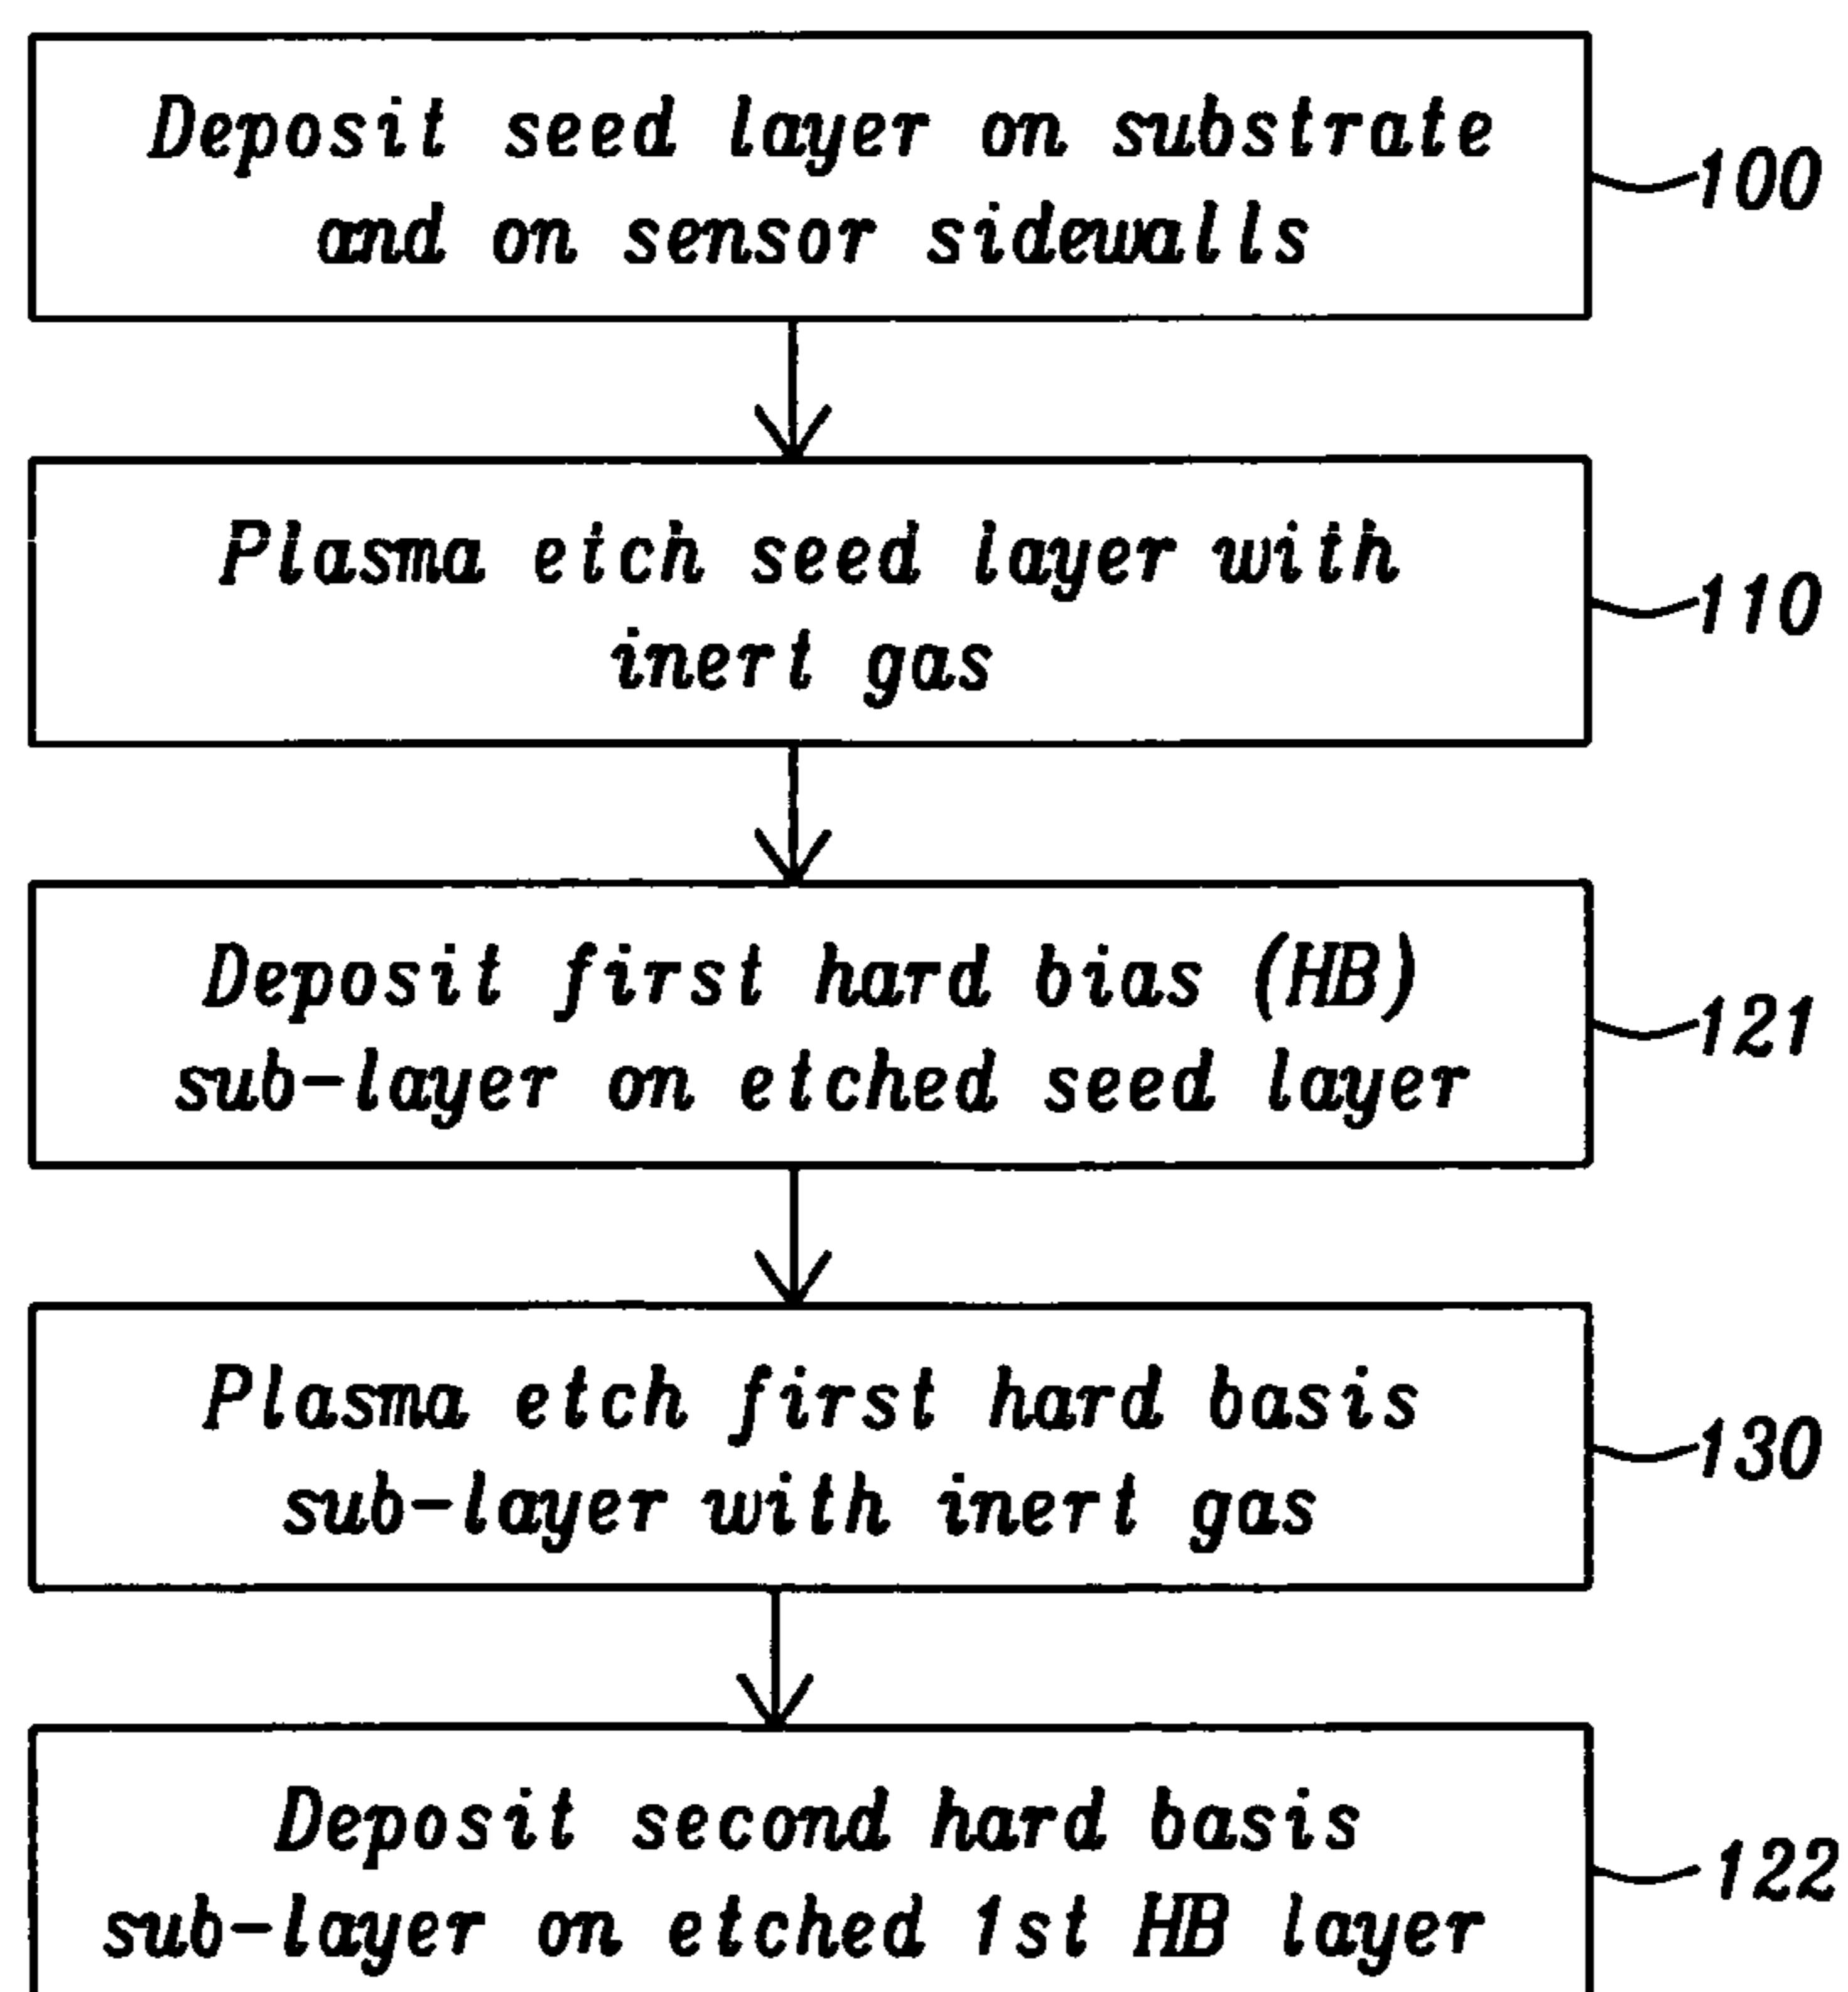 Deposit seed layer on substrate
and on sensor sidewalls
100
Plasma etch seed layer with
inert gas
110
Deposit first hard bias (HB)
sub-layer on etched seed layer
121
Plasma etch first hard basis
sub-layer with inert gas
130
Deposit second hard basis
sub-layer on etched 1st HB layer
122